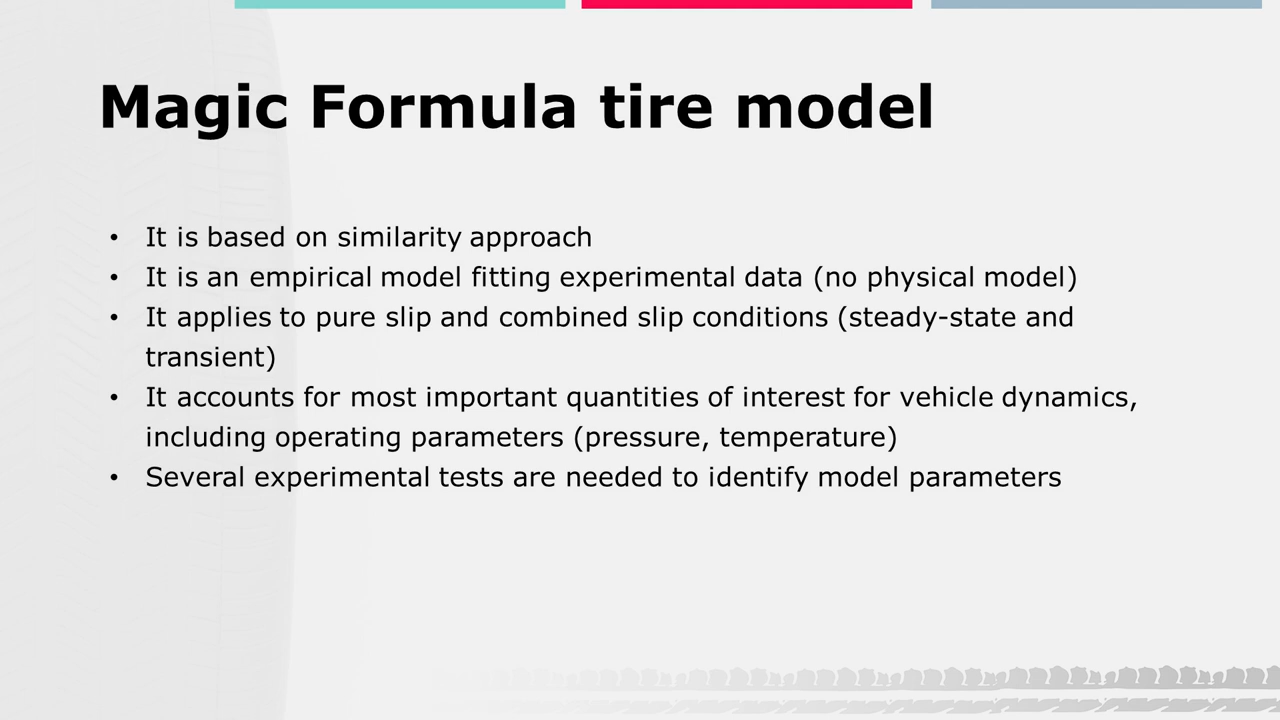 Magic Formula tire model
• It is based on similarity approach
• It is an empirical model fitting experimental data (no physical model)
• It applies to pure slip and combined slip conditions (steady-state and
transient)
• It accounts for most important quantities of interest for vehicle dynamics,
including operating parameters (pressure, temperature)
• Several experimental tests are needed to identify model parameters